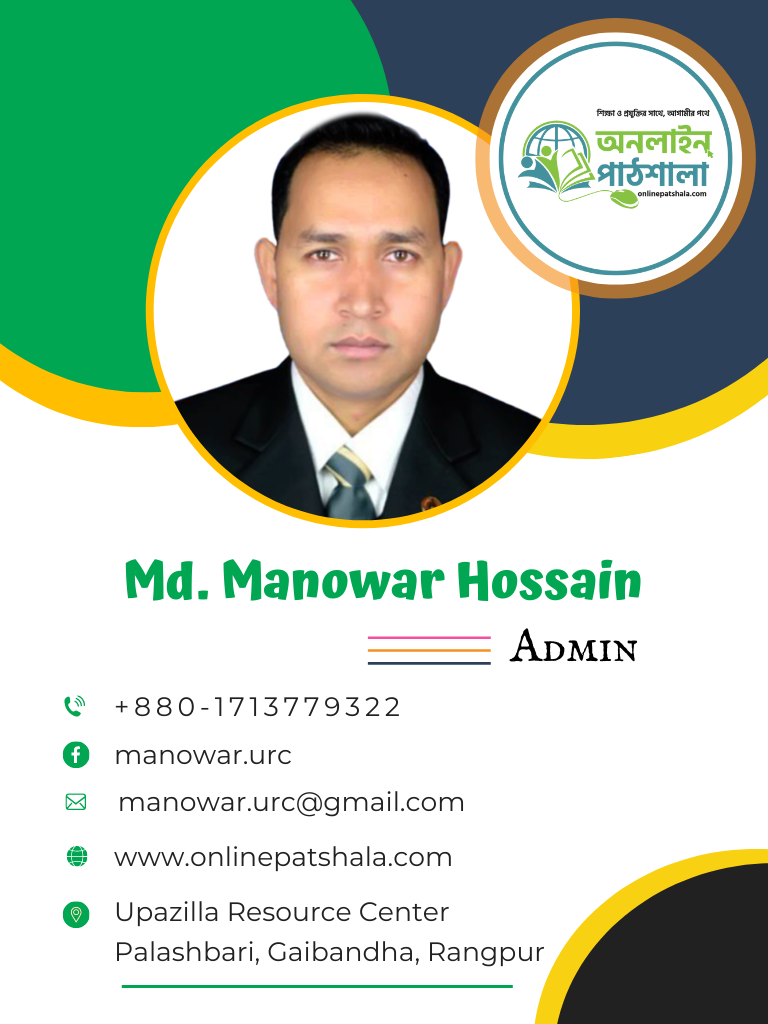 শিক্ষা ও প্রযুক্তির সাথে, আগামীর পথে
অনলাইন
পাঠশালা
onlinepatshala.com
Md. Manowar Hossain
Admin
+880-1713779322
manowar.urc
manowar.urc@gmail.com
www.onlinepatshala.com
Upazilla Resource Center
Palashbari, Gaibandha, Rangpur